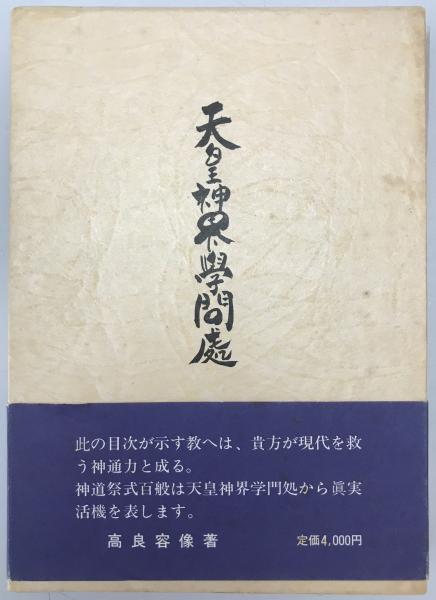 天皇神界學問處
此の目次が示す教へは、貴方が現代を救
う神通力と成る。
神道祭式百般は天皇神界学門処から眞実
活機を表します。
高良容像著
定価4,000円